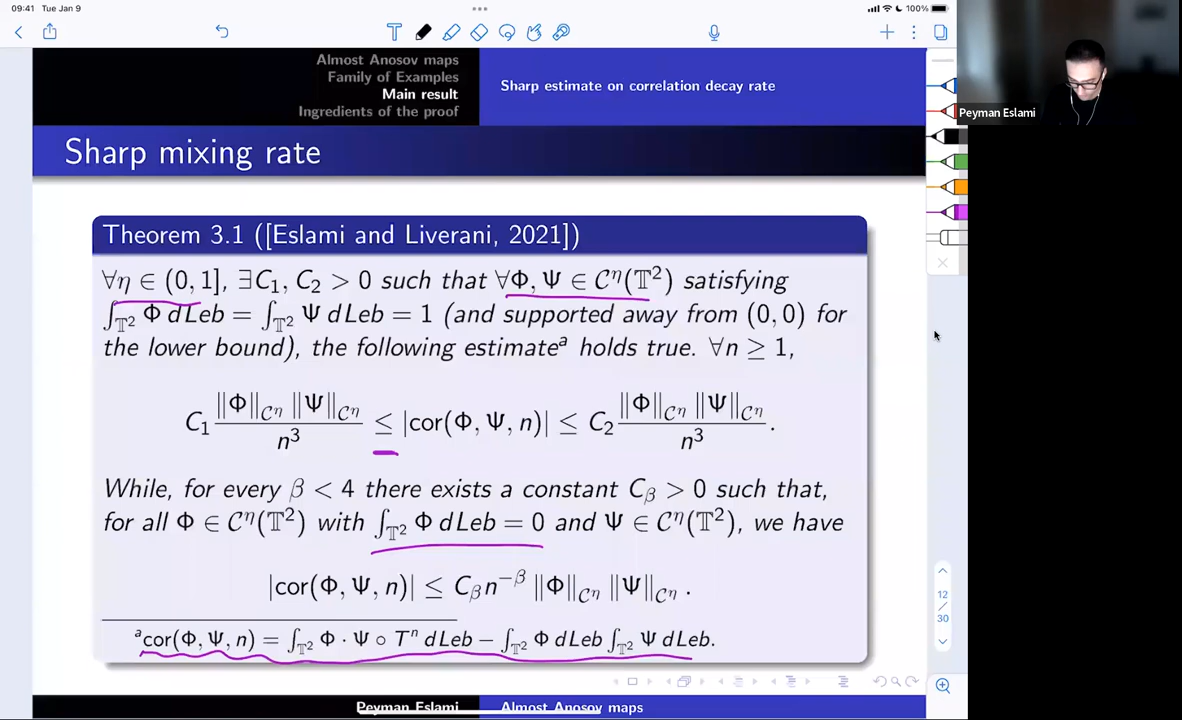 09:41 Tue Jan 9
100%
Almost Anosov maps
Family of Examples
Main result
Ingredients of the proof
Sharp estimate on correlation decay rate
Peyman Eslami
Sharp mixing rate
Theorem 3.1 ([Eslami and Liverani, 2021])
∀η ∈ (0, 1], ∃C₁, C₂ > 0 such that ∀Φ, Ψ ∈ 𝒞^η(𝕋²) satisfying
∫_{𝕋²} Φ dLeb = ∫_{𝕋²} Ψ dLeb = 1 (and supported away from (0, 0) for
the lower bound), the following estimateᵃ holds true. ∀n ≥ 1,
C₁ ‖Φ‖_{𝒞^η} ‖Ψ‖_{𝒞^η} / n³ ≤ |cor(Φ, Ψ, n)| ≤ C₂ ‖Φ‖_{𝒞^η} ‖Ψ‖_{𝒞^η} / n³.
While, for every β < 4 there exists a constant C_β > 0 such that,
for all Φ ∈ 𝒞^η(𝕋²) with ∫_{𝕋²} Φ dLeb = 0 and Ψ ∈ 𝒞^η(𝕋²), we have
|cor(Φ, Ψ, n)| ≤ C_β n^{−β} ‖Φ‖_{𝒞^η} ‖Ψ‖_{𝒞^η} .
ᵃcor(Φ, Ψ, n) = ∫_{𝕋²} Φ · Ψ ∘ Tⁿ dLeb − ∫_{𝕋²} Φ dLeb ∫_{𝕋²} Ψ dLeb.
12
/
30
Peyman Eslami
Almost Anosov maps